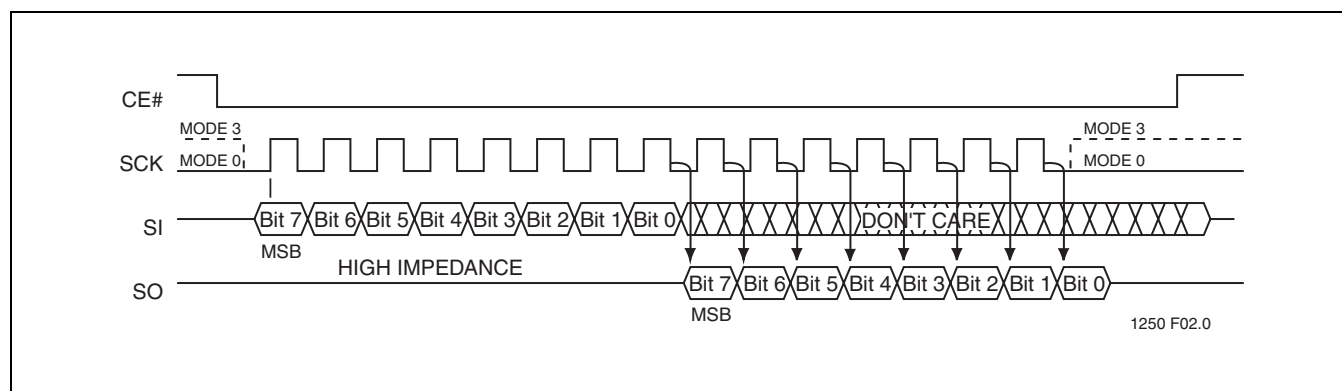 CE#
MODE 3
MODE 3
SCK
MODE 0
MODE 0
SI
Bit 7 Bit 6 Bit 5 Bit 4 Bit 3 Bit 2 Bit 1 Bit 0 DON'T CARE
MSB
HIGH IMPEDANCE
SO
Bit 7 Bit 6 Bit 5 Bit 4 Bit 3 Bit 2 Bit 1 Bit 0
MSB
1250 F02.0